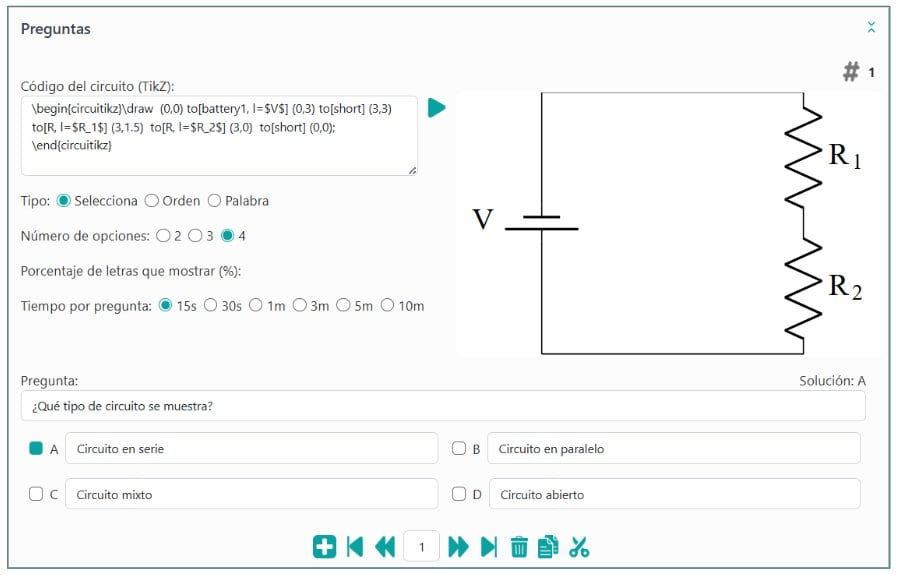 Preguntas
# 1
Código del circuito (TikZ):
\begin{circuitikz}\draw (0,0) to[battery1, l=$V$] (0,3) to[short] (3,3)
to[R, l=$R_1$] (3,1.5) to[R, l=$R_2$] (3,0) to[short] (0,0);
\end{circuitikz}
R1
Tipo: Selecciona Orden Palabra
V
Número de opciones: 2 3 4
Porcentaje de letras que mostrar (%):
R2
Tiempo por pregunta: 15s 30s 1m 3m 5m 10m
Pregunta: Solución: A
¿Qué tipo de circuito se muestra?
A Circuito en serie B Circuito en paralelo
C Circuito mixto D Circuito abierto
1